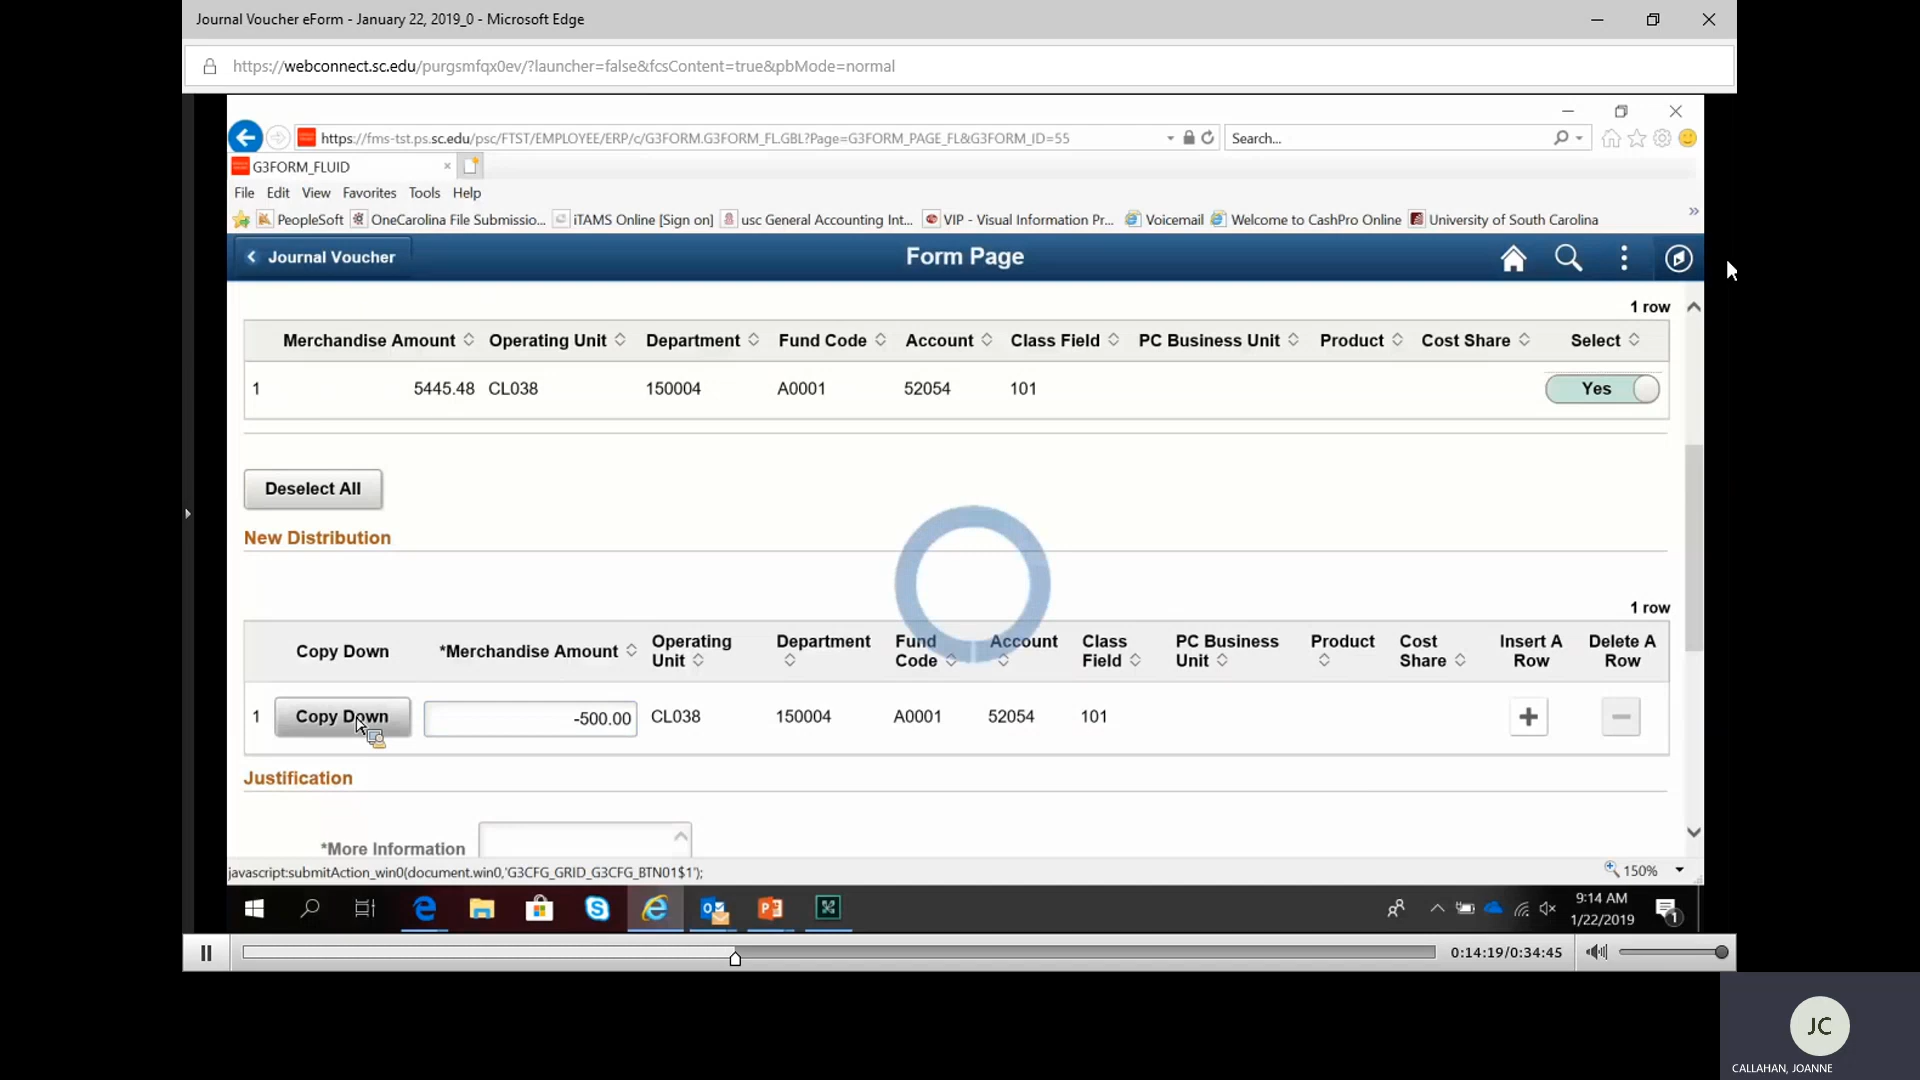 Journal Voucher eForm - January 22, 2019_0 - Microsoft Edge
https://webconnect.sc.edu/purgsmfqx0ev/?launcher=false&fcsContent=true&pbMode=normal
https://fms-tst.ps.sc.edu/psc/FTST/EMPLOYEE/ERP/c/G3FORM.G3FORM_FL.GBL?Page=G3FORM_PAGE_FL&G3FORM_ID=55
Search...
G3FORM_FLUID
File Edit View Favorites Tools Help
PeopleSoft OneCarolina File Submissio... iTAMS Online [Sign on] usc General Accounting Int... VIP - Visual Information Pr... Voicemail Welcome to CashPro Online University of South Carolina
Journal Voucher Form Page
1 row
Merchandise Amount Operating Unit Department Fund Code Account Class Field PC Business Unit Product Cost Share Select
1 5445.48 CL038 150004 A0001 52054 101 Yes
Deselect All
New Distribution
1 row
Copy Down *Merchandise Amount Operating Unit Department Fund Code Account Class Field PC Business Unit Product Cost Share Insert A Row Delete A Row
1 Copy Down -500.00 CL038 150004 A0001 52054 101
Justification
*More Information
javascript:submitAction_win0(document.win0,'G3CFG_GRID_G3CFG_BTN01$1');
150%
9:14 AM
1/22/2019
1
0:14:19/0:34:45
JC
CALLAHAN, JOANNE